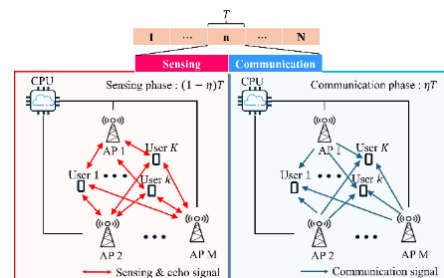 T
1 ... n ... N
Sensing Communication
CPU Sensing phase : (1 − η)T
AP 1
User K
User 1
User k
AP 2
AP M
Sensing & echo signal
CPU Communication phase : ηT
AP 1
User K
User 1
User k
AP 2
AP M
Communication signal